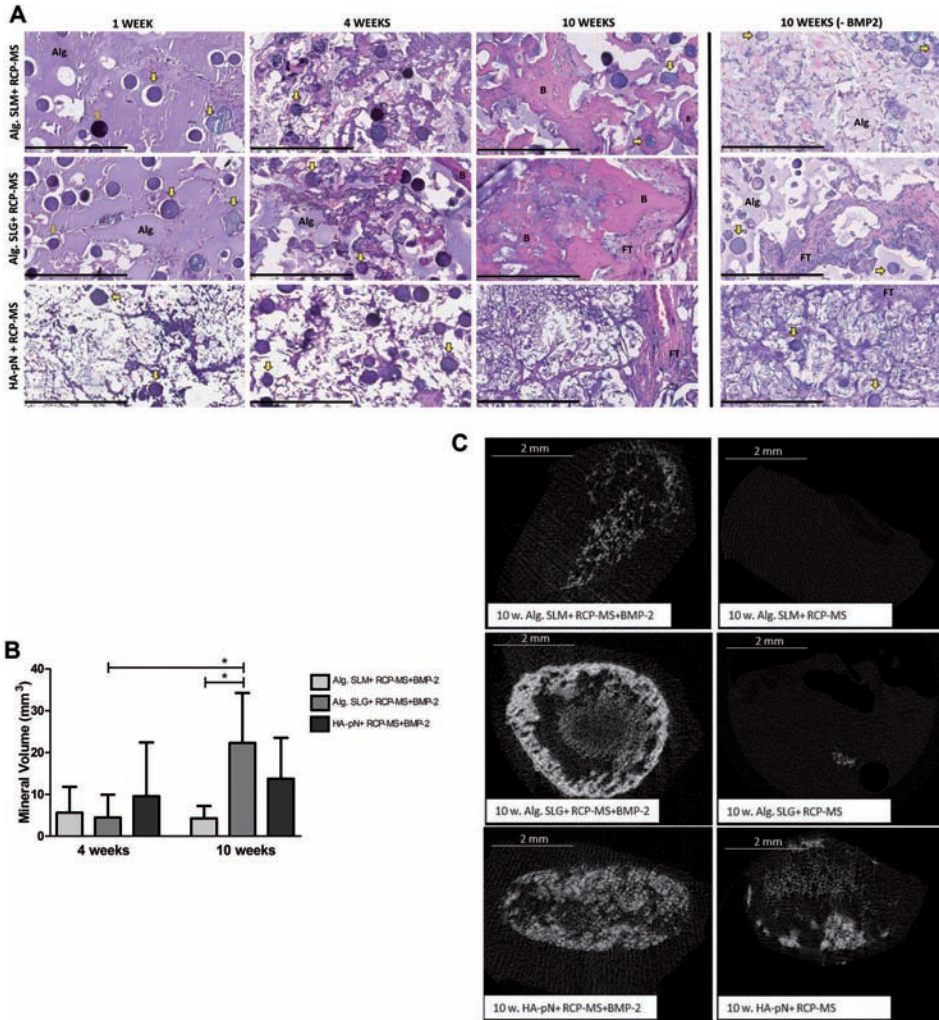 A
1 WEEK
4 WEEKS
10 WEEKS
10 WEEKS (- BMP2)
Alg. SLM+ RCP-MS
Alg.
B
B
Alg.
Alg. SLG+ RCP-MS
Alg.
Alg.
B
B
B
FT
Alg
FT
HA-pN + RCP-MS
FT
FT
C
2 mm
10 w. Alg. SLM+ RCP-MS+BMP-2
2 mm
10 w. Alg. SLM+ RCP-MS
2 mm
10 w. Alg. SLG+ RCP-MS+BMP-2
2 mm
10 w. Alg. SLG+ RCP-MS
2 mm
10 w. HA-pN+ RCP-MS+BMP-2
2 mm
10 w. HA-pN+ RCP-MS
B
Mineral Volume (mm3)
40
30
20
10
0
4 weeks
10 weeks
*
*
Alg. SLM+ RCP-MS+BMP-2
Alg. SLG+ RCP-MS+BMP-2
HA-pN+ RCP-MS+BMP-2